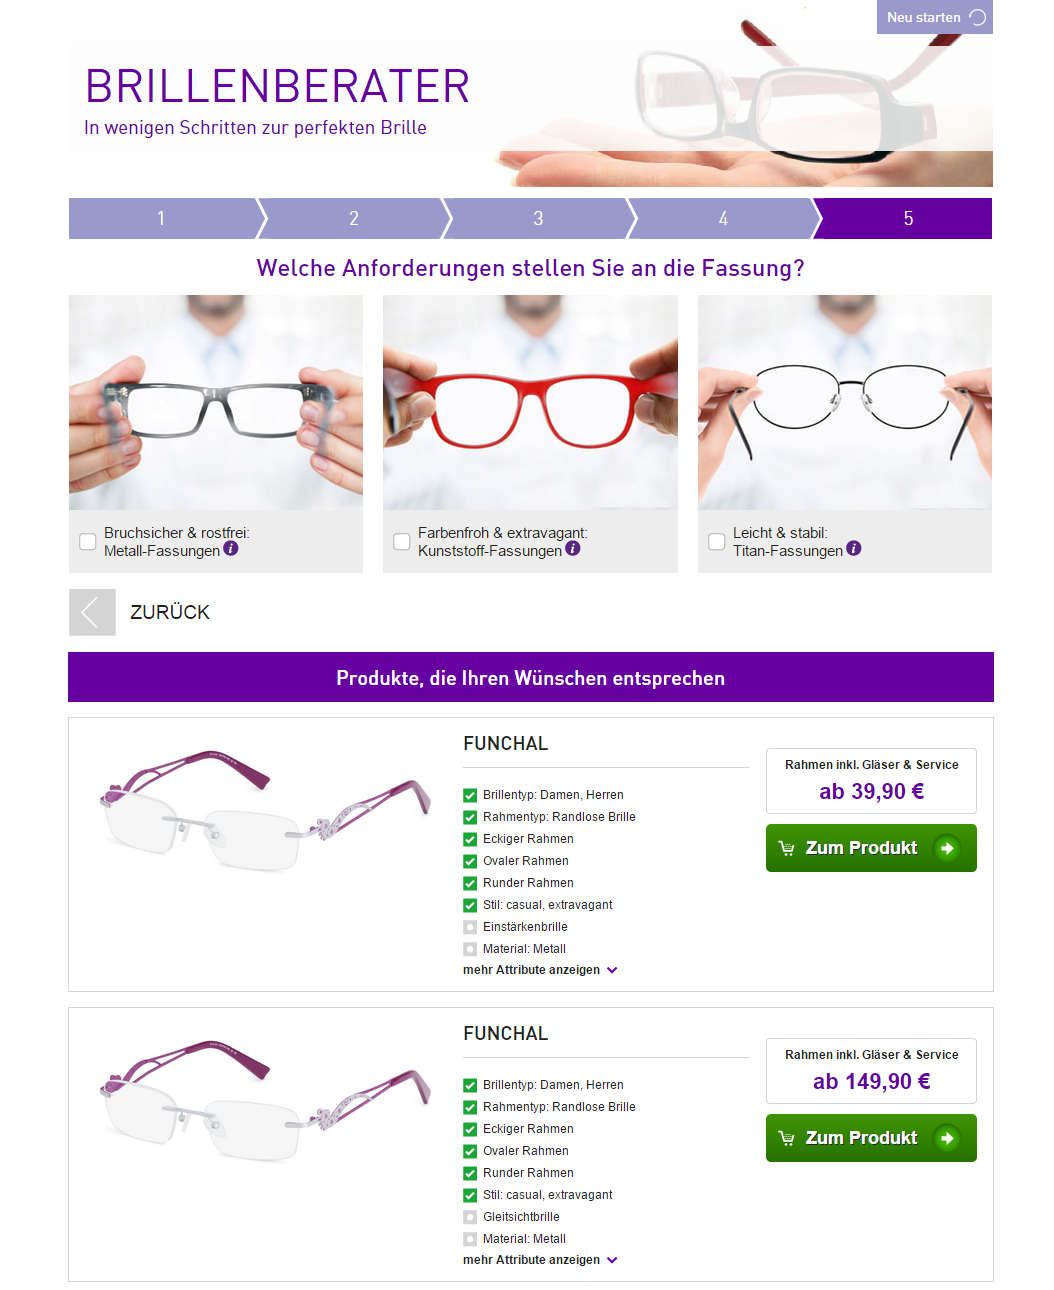 Neu starten
BRILLENBERATER
In wenigen Schritten zur perfekten Brille
1 2 3 4 5
Welche Anforderungen stellen Sie an die Fassung?
Bruchsicher & rostfrei:
Metall-Fassungen i
Farbenfroh & extravagant:
Kunststoff-Fassungen i
Leicht & stabil:
Titan-Fassungen i
ZURÜCK
Produkte, die Ihren Wünschen entsprechen
FUNCHAL
Brillentyp: Damen, Herren
Rahmentyp: Randlose Brille
Eckiger Rahmen
Ovaler Rahmen
Runder Rahmen
Stil: casual, extravagant
Einstärkenbrille
Material: Metall
mehr Attribute anzeigen
Rahmen inkl. Gläser & Service
ab 39,90 €
Zum Produkt
FUNCHAL
Brillentyp: Damen, Herren
Rahmentyp: Randlose Brille
Eckiger Rahmen
Ovaler Rahmen
Runder Rahmen
Stil: casual, extravagant
Gleitsichtbrille
Material: Metall
mehr Attribute anzeigen
Rahmen inkl. Gläser & Service
ab 149,90 €
Zum Produkt